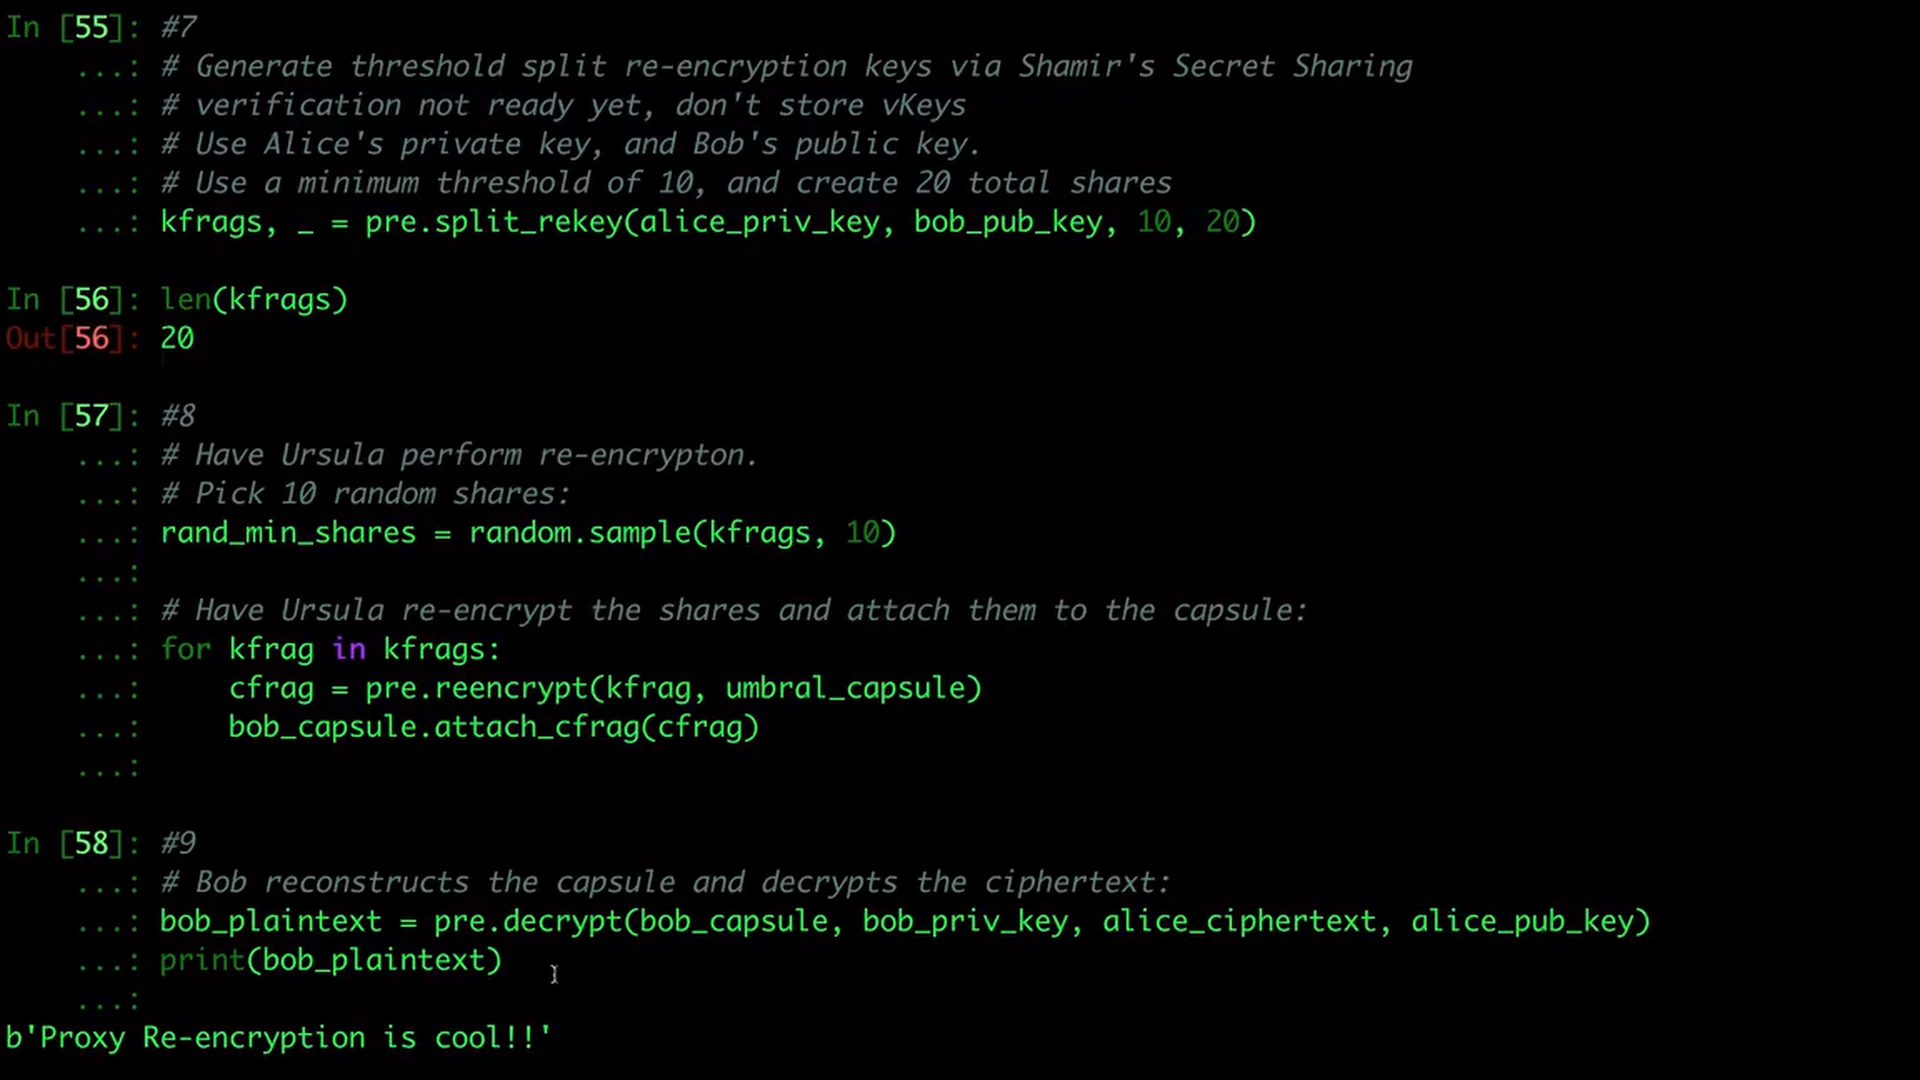 In [55]: #7
...: # Generate threshold split re-encryption keys via Shamir's Secret Sharing
...: # verification not ready yet, don't store vKeys
...: # Use Alice's private key, and Bob's public key.
...: # Use a minimum threshold of 10, and create 20 total shares
...: kfrags, _ = pre.split_rekey(alice_priv_key, bob_pub_key, 10, 20)
In [56]: len(kfrags)
Out[56]: 20
In [57]: #8
...: # Have Ursula perform re-encrypton.
...: # Pick 10 random shares:
...: rand_min_shares = random.sample(kfrags, 10)
...:
...: # Have Ursula re-encrypt the shares and attach them to the capsule:
...: for kfrag in kfrags:
...:     cfrag = pre.reencrypt(kfrag, umbral_capsule)
...:     bob_capsule.attach_cfrag(cfrag)
...:
In [58]: #9
...: # Bob reconstructs the capsule and decrypts the ciphertext:
...: bob_plaintext = pre.decrypt(bob_capsule, bob_priv_key, alice_ciphertext, alice_pub_key)
...: print(bob_plaintext)
...:
b'Proxy Re-encryption is cool!!'